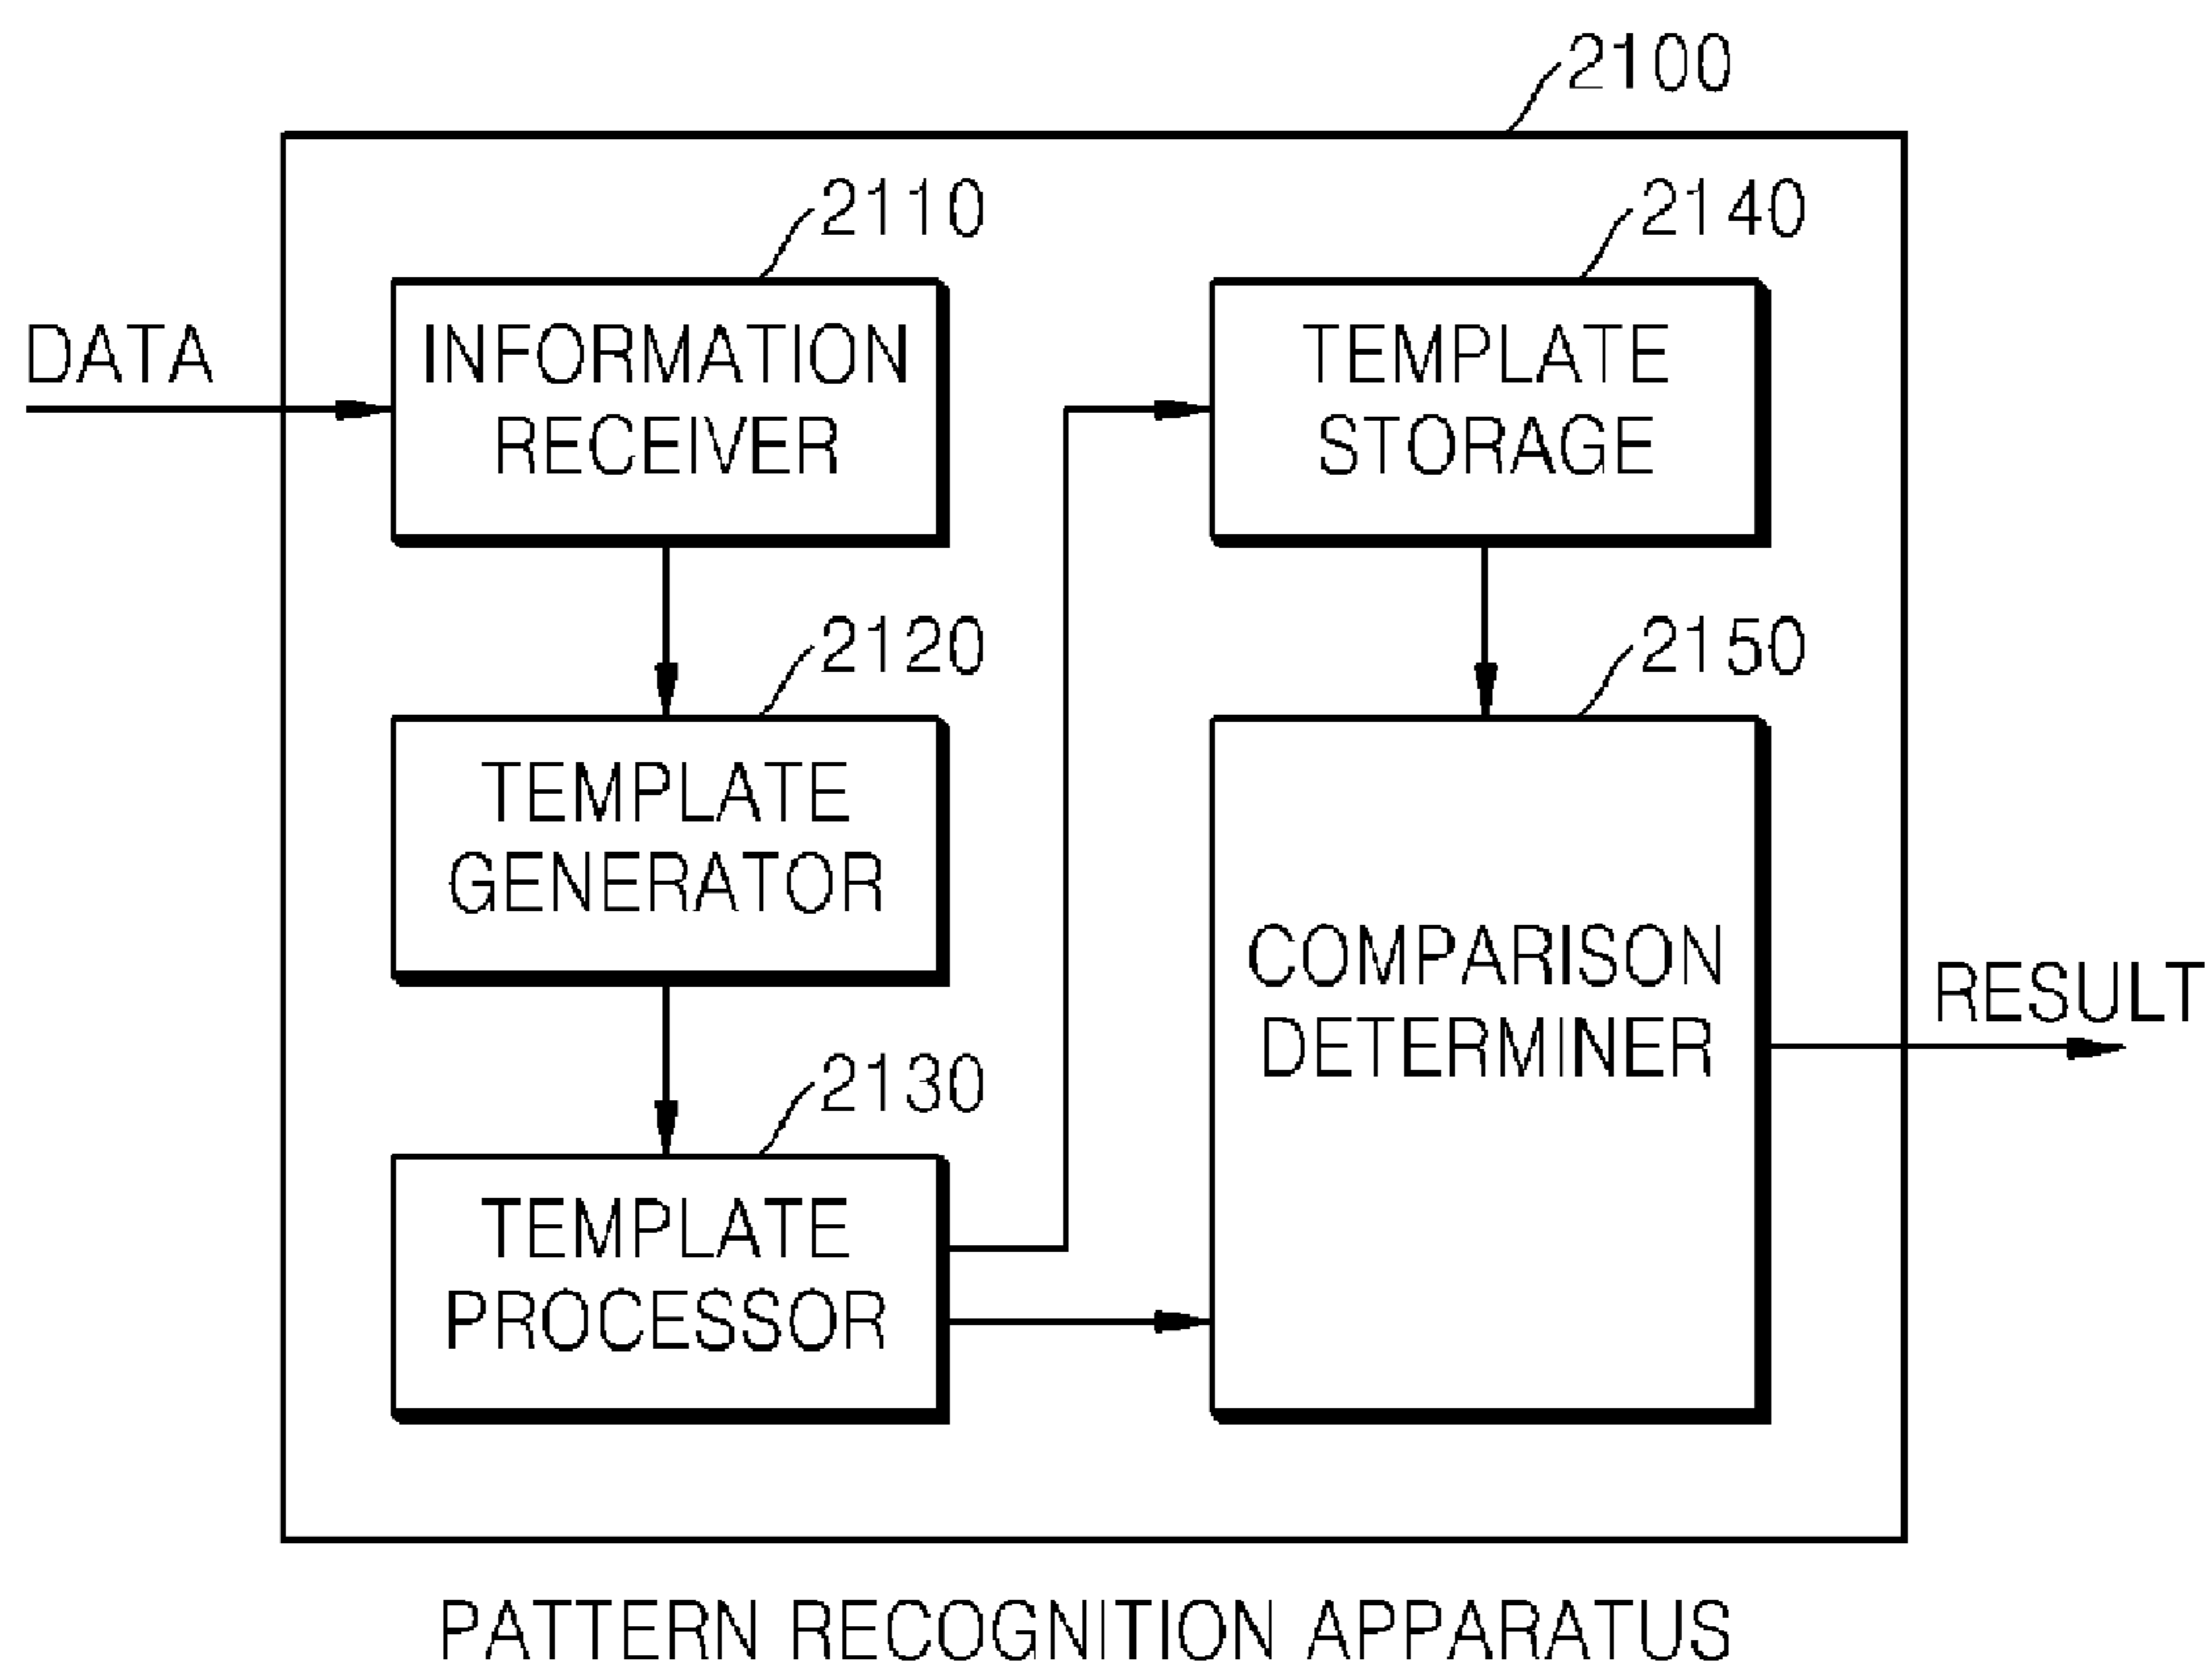 2100
2110
2140
DATA
INFORMATION
RECEIVER
TEMPLATE
STORAGE
2120
2150
TEMPLATE
GENERATOR
COMPARISON
DETERMINER
RESULT
2130
TEMPLATE
PROCESSOR
PATTERN RECOGNITION APPARATUS